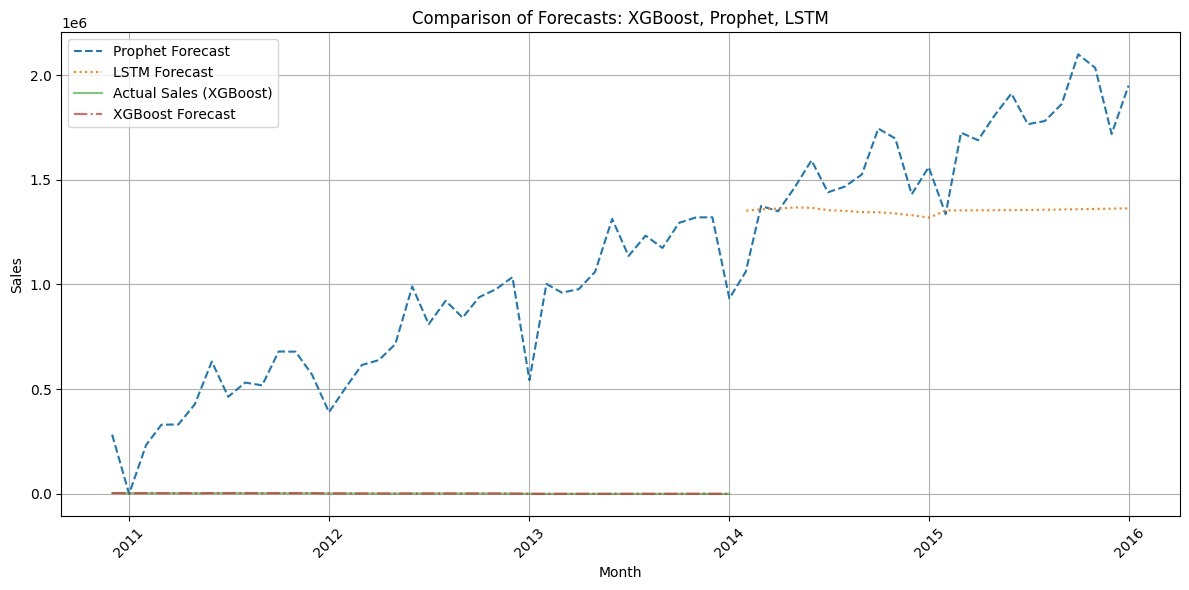 Comparison of Forecasts: XGBoost, Prophet, LSTM
1e6
Prophet Forecast
LSTM Forecast
Actual Sales (XGBoost)
XGBoost Forecast
2.0
1.5
1.0
0.5
0.0
Sales
2011
2012
2013
2014
2015
2016
Month